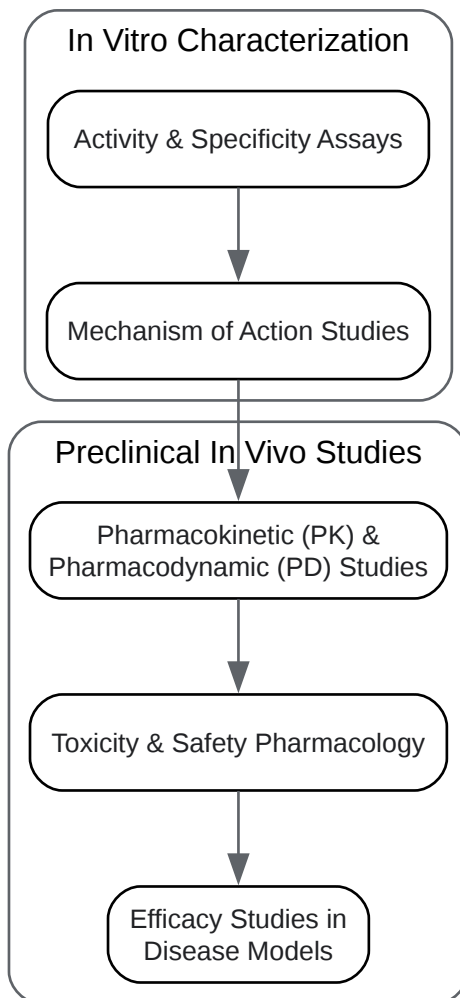 In Vitro Characterization
Activity & Specificity Assays
Mechanism of Action Studies
Preclinical In Vivo Studies
Pharmacokinetic (PK) &
Pharmacodynamic (PD) Studies
Toxicity & Safety Pharmacology
Efficacy Studies in
Disease Models